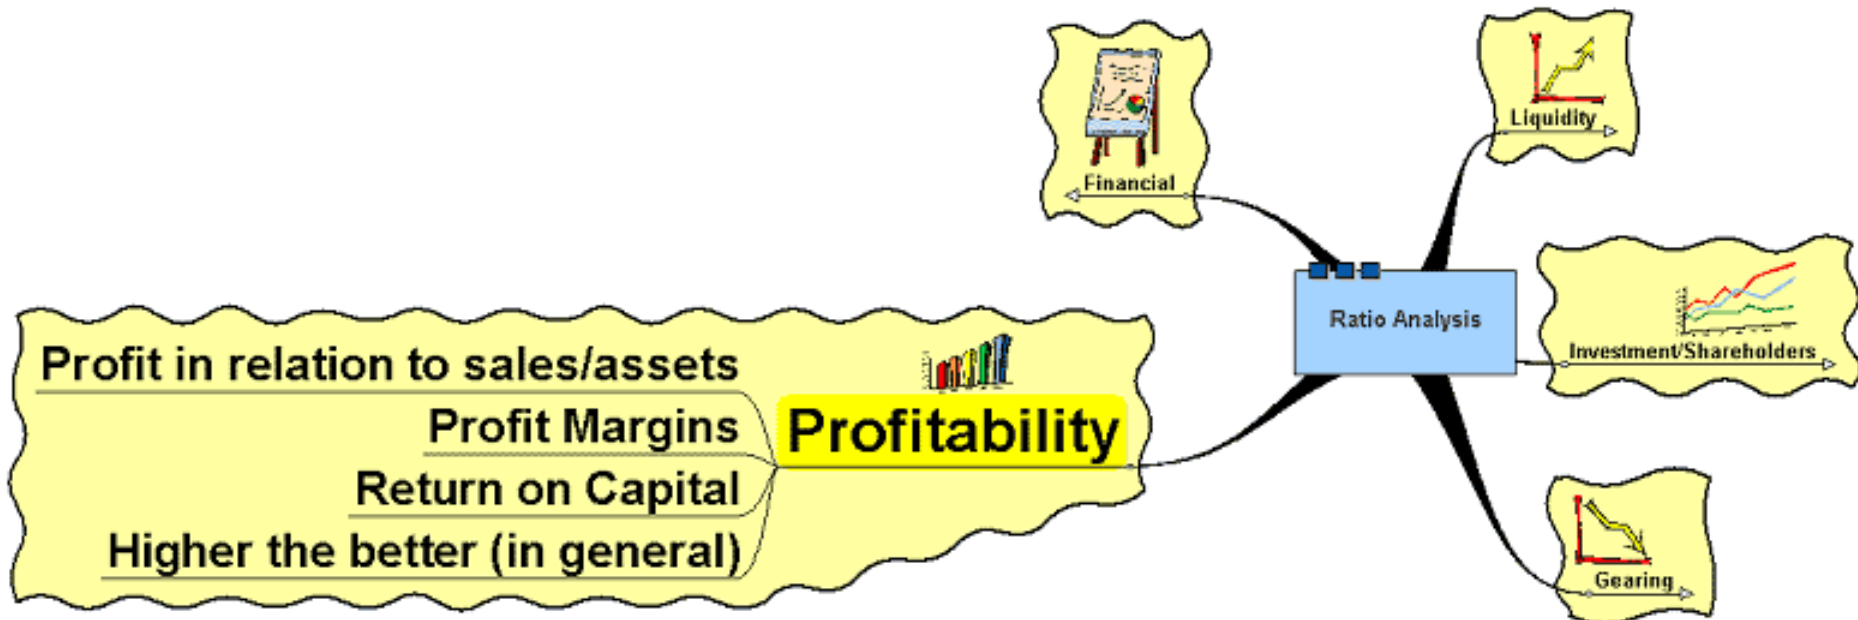 Liquidity
Financial
Ratio Analysis
Investment/Shareholders
Profit in relation to sales/assets
Profit Margins
Profitability
Return on Capital
Higher the better (in general)
Gearing